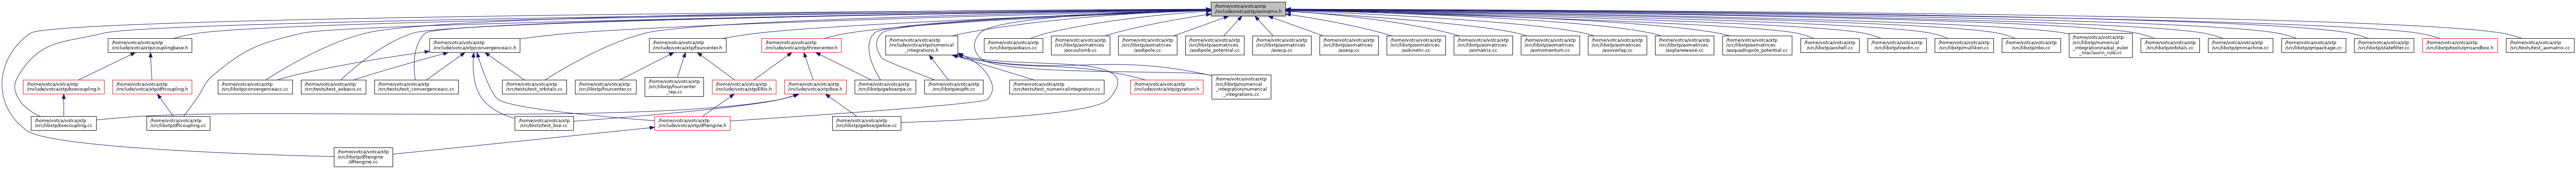 /home/votca/votca/xtp
/include/votca/xtp/aomatrix.h
/home/votca/votca/xtp
/include/votca/xtp/couplingbase.h
/home/votca/votca/xtp
/include/votca/xtp/convergenceacc.h
/home/votca/votca/xtp
/include/votca/xtp/fourcenter.h
/home/votca/votca/xtp
/include/votca/xtp/threecenter.h
/home/votca/votca/xtp
/include/votca/xtp/numerical
_integrations.h
/home/votca/votca/xtp
/src/libxtp/aobasis.cc
/home/votca/votca/xtp
/src/libxtp/aomatrices
/aocoulomb.cc
/home/votca/votca/xtp
/src/libxtp/aomatrices
/aodipole.cc
/home/votca/votca/xtp
/src/libxtp/aomatrices
/aodipole_potential.cc
/home/votca/votca/xtp
/src/libxtp/aomatrices
/aoecp.cc
/home/votca/votca/xtp
/src/libxtp/aomatrices
/aoesp.cc
/home/votca/votca/xtp
/src/libxtp/aomatrices
/aokinetic.cc
/home/votca/votca/xtp
/src/libxtp/aomatrices
/aomatrix.cc
/home/votca/votca/xtp
/src/libxtp/aomatrices
/aomomentum.cc
/home/votca/votca/xtp
/src/libxtp/aomatrices
/aooverlap.cc
/home/votca/votca/xtp
/src/libxtp/aomatrices
/aoplanewave.cc
/home/votca/votca/xtp
/src/libxtp/aomatrices
/aoquadrupole_potential.cc
/home/votca/votca/xtp
/src/libxtp/aoshell.cc
/home/votca/votca/xtp
/src/libxtp/lowdin.cc
/home/votca/votca/xtp
/src/libxtp/mulliken.cc
/home/votca/votca/xtp
/src/libxtp/nbo.cc
/home/votca/votca/xtp
/src/libxtp/numerical
_integration/radial_euler
_maclaurin_rule.cc
/home/votca/votca/xtp
/src/libxtp/orbitals.cc
/home/votca/votca/xtp
/src/libxtp/qmmachine.cc
/home/votca/votca/xtp
/src/libxtp/qmpackage.cc
/home/votca/votca/xtp
/src/libxtp/statefilter.cc
/home/votca/votca/xtp
/src/libxtp/tools/qmsandbox.h
/home/votca/votca/xtp
/src/tests/test_aomatrix.cc
/home/votca/votca/xtp
/include/votca/xtp/bsecoupling.h
/home/votca/votca/xtp
/include/votca/xtp/dftcoupling.h
/home/votca/votca/xtp
/src/libxtp/convergenceacc.cc
/home/votca/votca/xtp
/src/tests/test_aobasis.cc
/home/votca/votca/xtp
/src/tests/test_convergenceacc.cc
/home/votca/votca/xtp
/src/tests/test_orbitals.cc
/home/votca/votca/xtp
/src/libxtp/fourcenter.cc
/home/votca/votca/xtp
/src/libxtp/fourcenter
_rep.cc
/home/votca/votca/xtp
/include/votca/xtp/ERIs.h
/home/votca/votca/xtp
/include/votca/xtp/bse.h
/home/votca/votca/xtp
/src/libxtp/gwbse/rpa.cc
/home/votca/votca/xtp
/src/libxtp/espfit.cc
/home/votca/votca/xtp
/src/tests/test_numericalintegration.cc
/home/votca/votca/xtp
/include/votca/xtp/gyration.h
/home/votca/votca/xtp
/src/libxtp/numerical
_integration/numerical
_integrations.cc
/home/votca/votca/xtp
/src/libxtp/bsecoupling.cc
/home/votca/votca/xtp
/src/libxtp/dftcoupling.cc
/home/votca/votca/xtp
/src/tests/test_bse.cc
/home/votca/votca/xtp
/include/votca/xtp/dftengine.h
/home/votca/votca/xtp
/src/libxtp/gwbse/gwbse.cc
/home/votca/votca/xtp
/src/libxtp/dftengine
/dftengine.cc